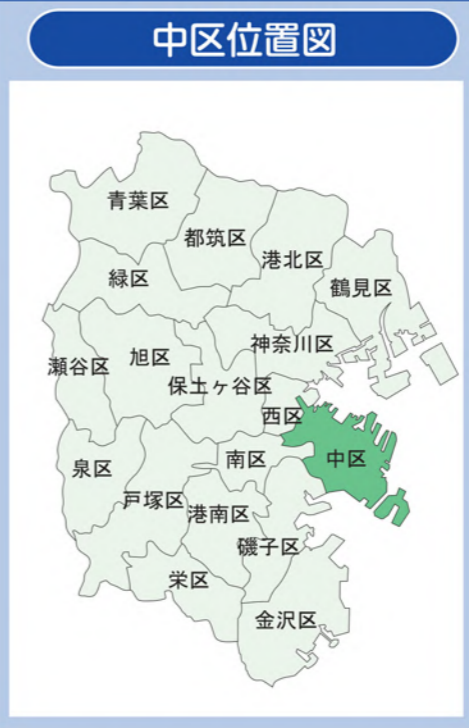 中区位置図
青葉区
都筑区
港北区
緑区
鶴見区
神奈川区
瀬谷区
旭区
保土ヶ谷区
西区
中区
南区
泉区
戸塚区
港南区
磯子区
栄区
金沢区